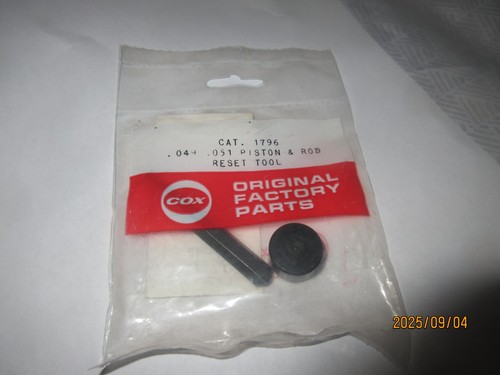 CAT. 1796
.049 .051 PISTON & ROD
RESET TOOL
COX
ORIGINAL
FACTORY
PARTS
2025/09/04